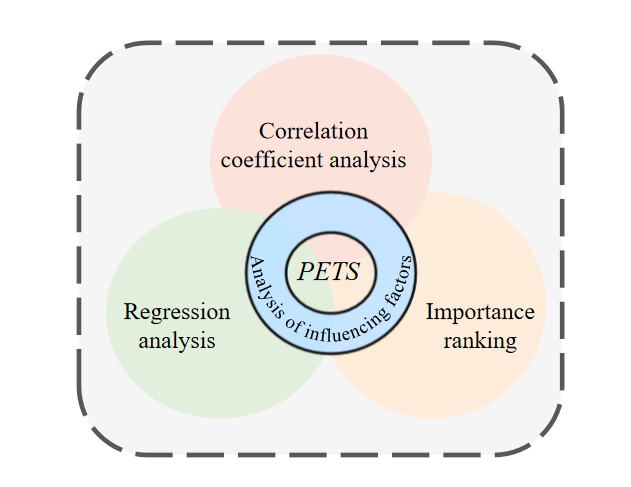 Correlation
coefficient analysis
PETS
Analysis of influencing factors
Regression
analysis
Importance
ranking